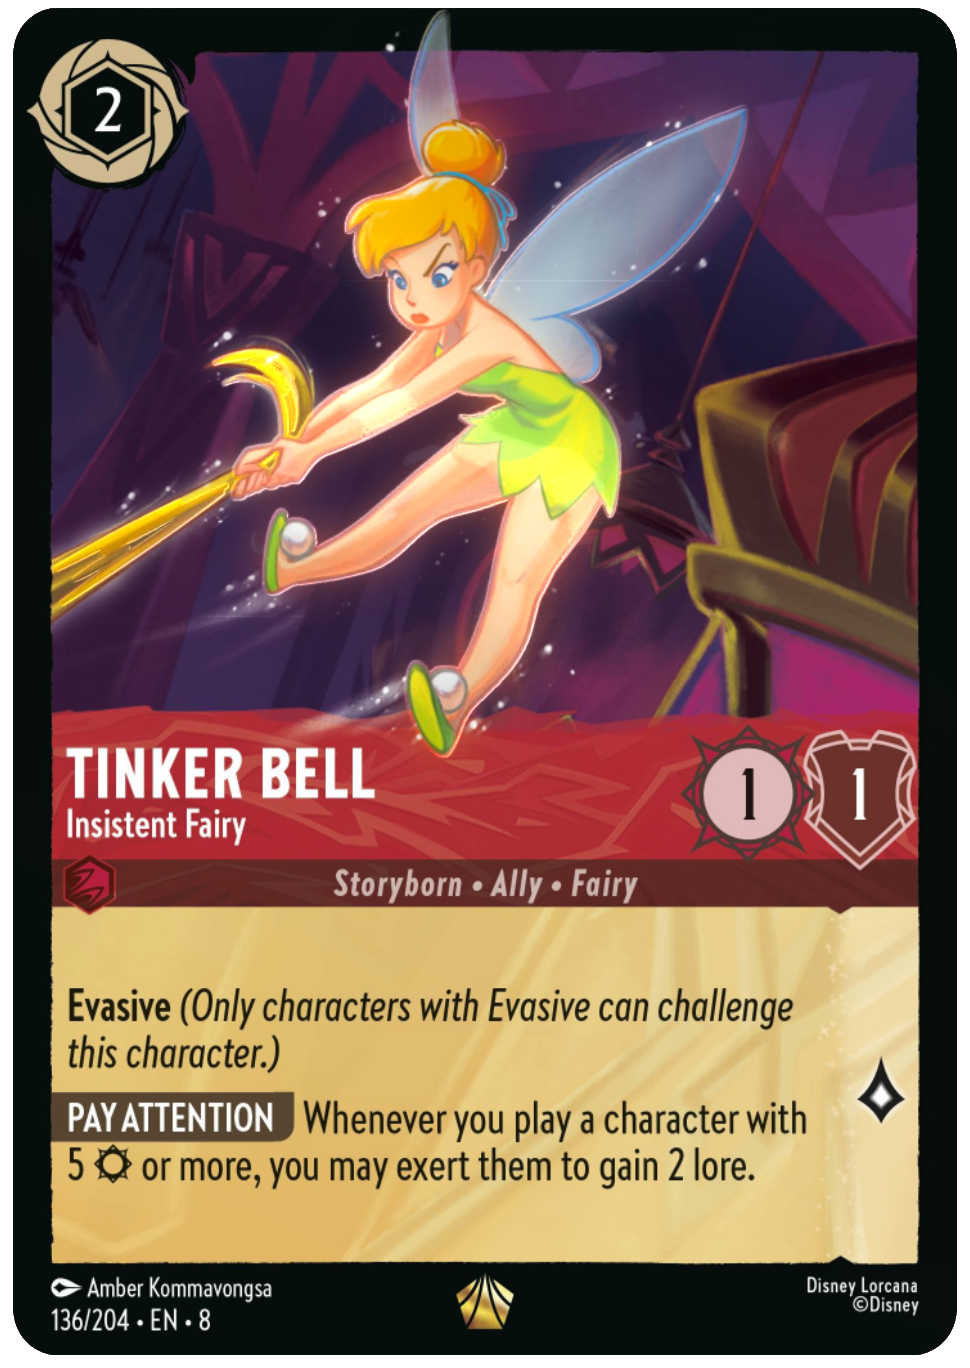 2
TINKER BELL
Insistent Fairy
1
1
Storyborn • Ally • Fairy
Evasive (Only characters with Evasive can challenge
this character.)
PAY ATTENTION Whenever you play a character with
5 or more, you may exert them to gain 2 lore.
Amber Kommavongsa
136/204 • EN • 8
Disney Lorcana
©Disney